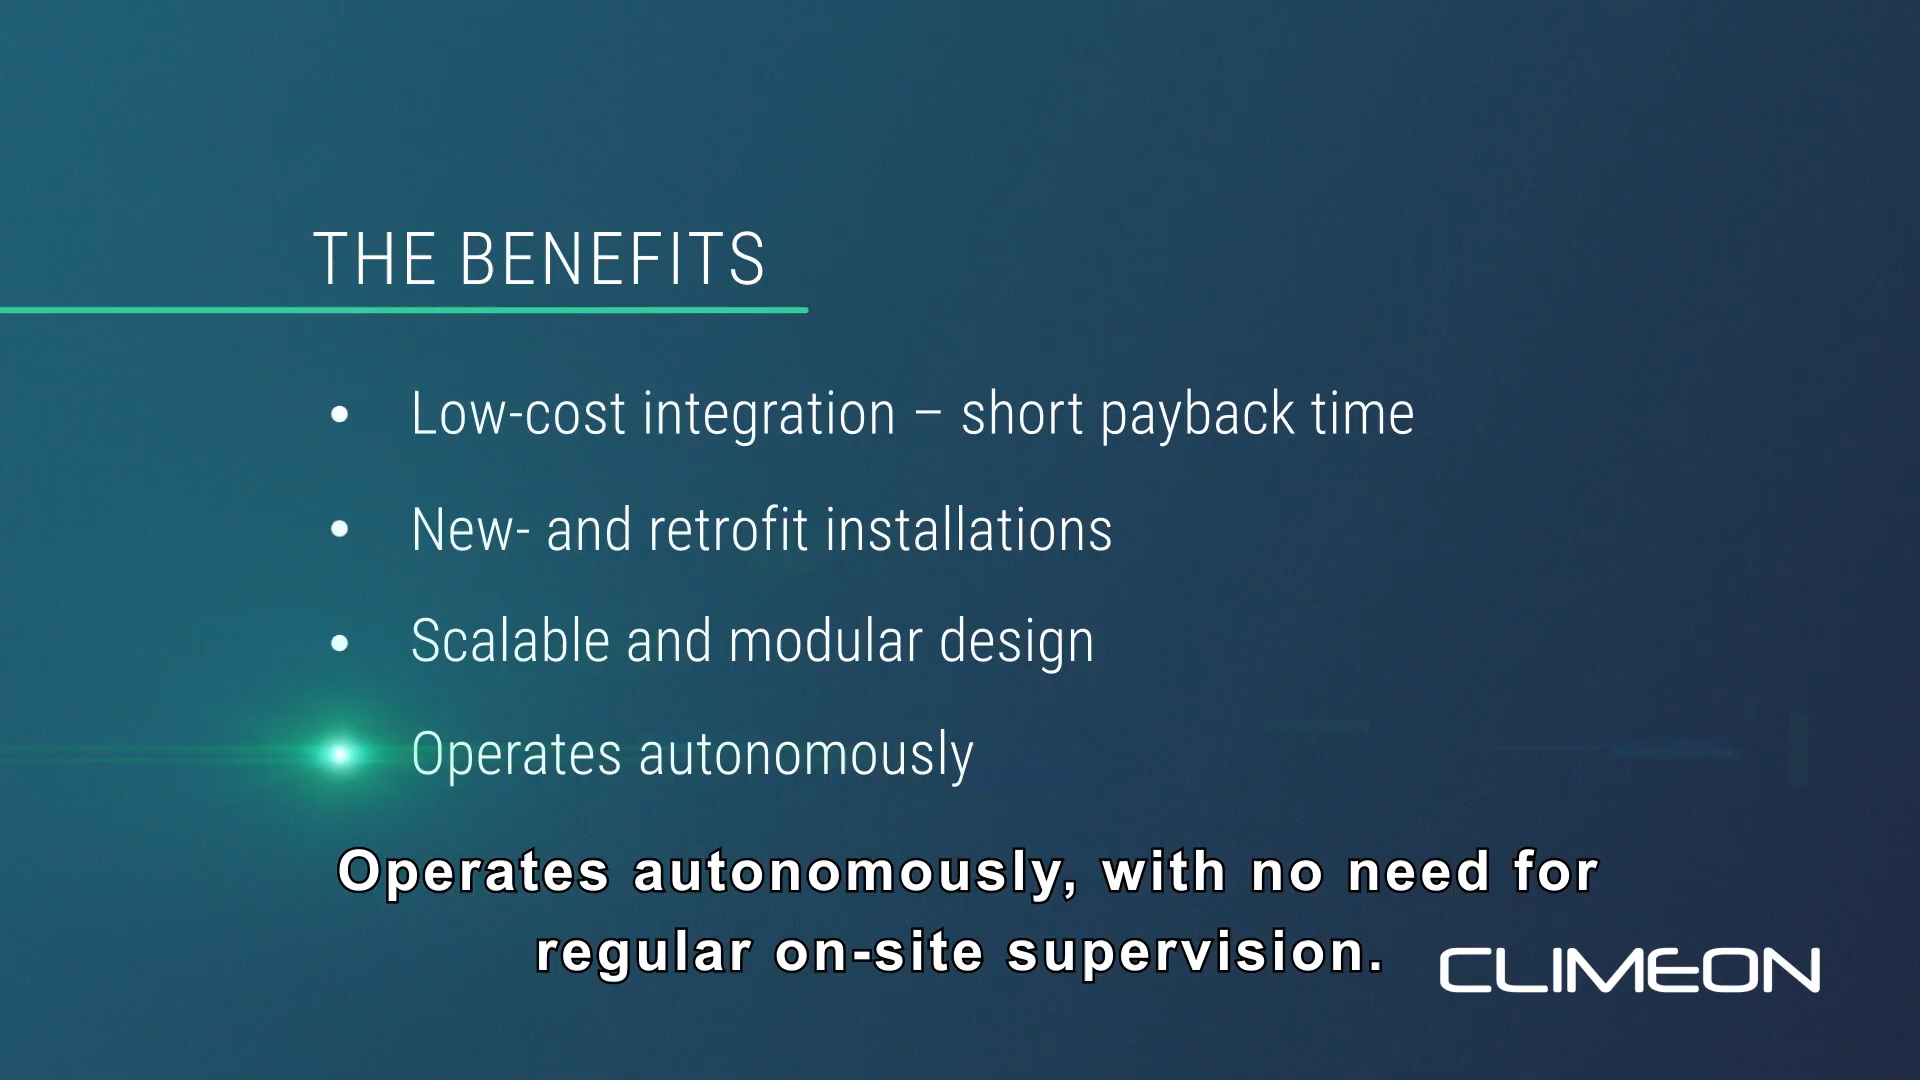 THE BENEFITS
• Low-cost integration – short payback time
• New- and retrofit installations
• Scalable and modular design
• Operates autonomously
Operates autonomously, with no need for
regular on-site supervision.
CLIMEON